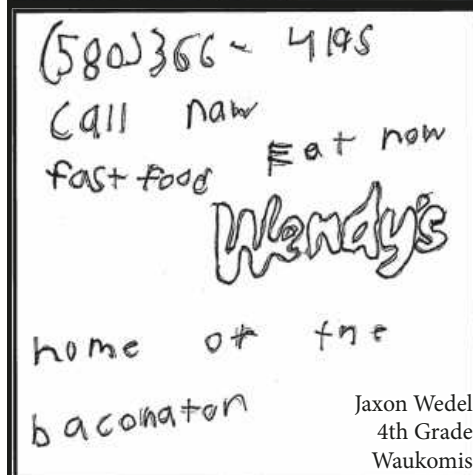 (580)366- 4195
Call naw
Eat now
fast food
Wendy's
home of the
baconaton
Jaxon Wedel
4th Grade
Waukomis